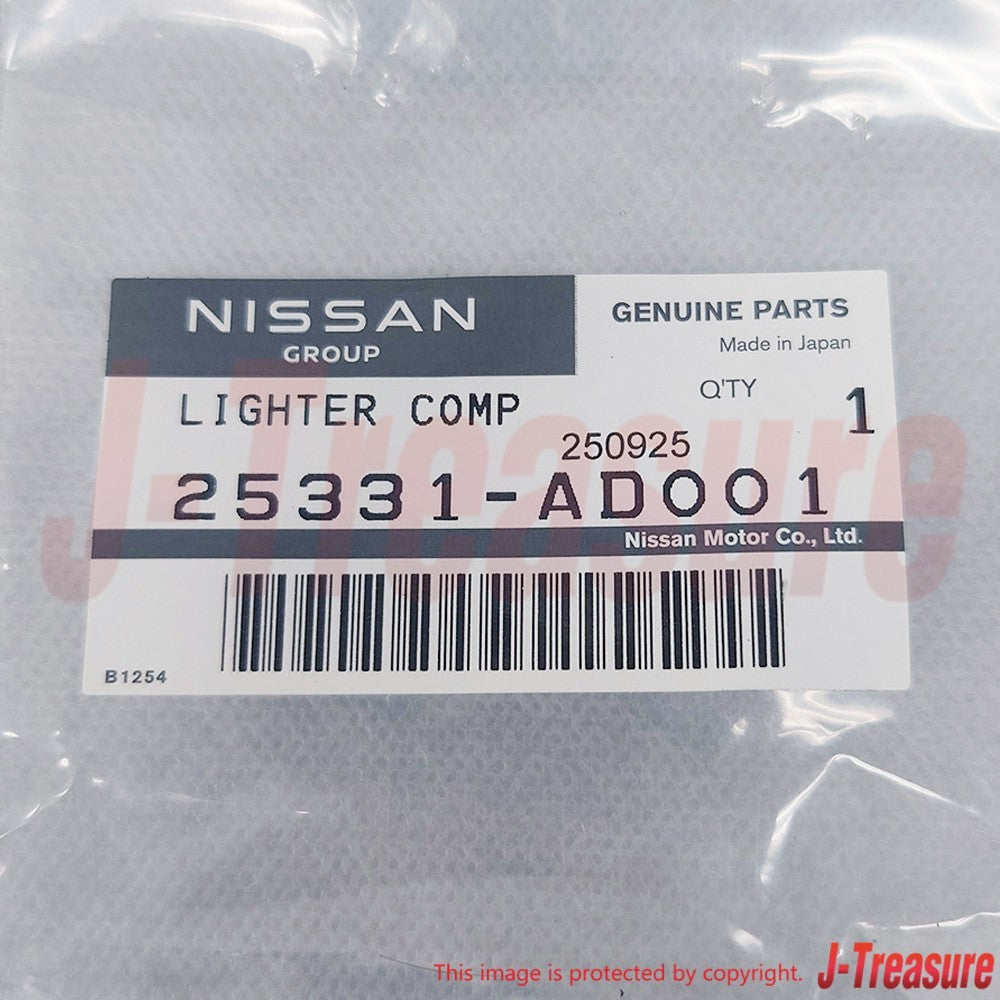 NISSAN
GROUP
GENUINE PARTS
Made in Japan
LIGHTER COMP
Q'TY 1
250925
25331-AD001
Nissan Motor Co., Ltd.
B1254
J-Treasure
This image is protected by copyright. J-Treasure